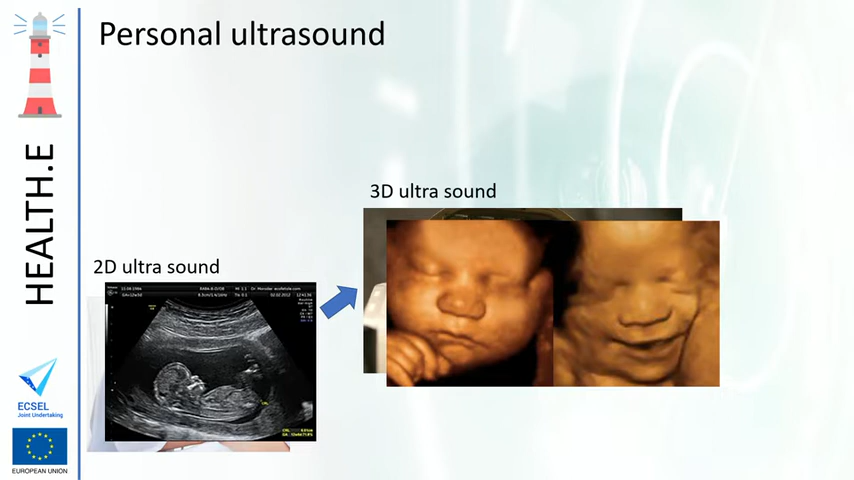 Personal ultrasound
HEALTH.E
3D ultra sound
2D ultra sound
ECSEL
Joint Undertaking
EUROPEAN UNION